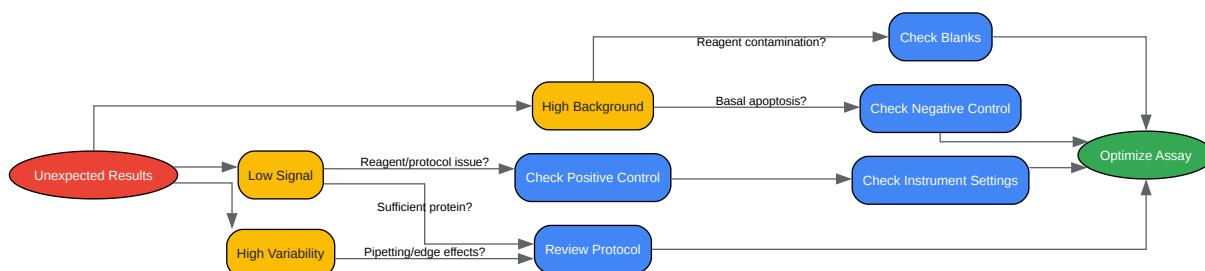 Check Blanks
Reagent contamination?
High Background
Basal apoptosis?
Check Negative Control
Unexpected Results
Low Signal
Reagent/protocol issue?
Check Positive Control
Check Instrument Settings
Optimize Assay
Sufficient protein?
High Variability
Pipetting/edge effects?
Review Protocol